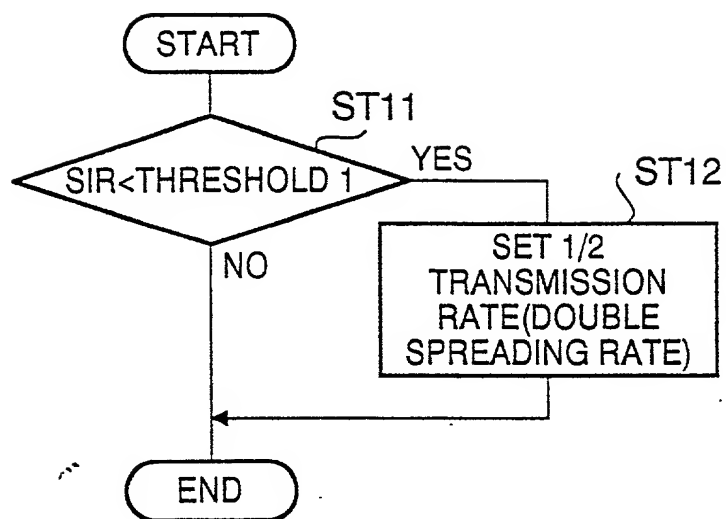 START
ST11
SIR<THRESHOLD 1
YES
ST12
SET 1/2
TRANSMISSION
RATE(DOUBLE
SPREADING RATE)
NO
END